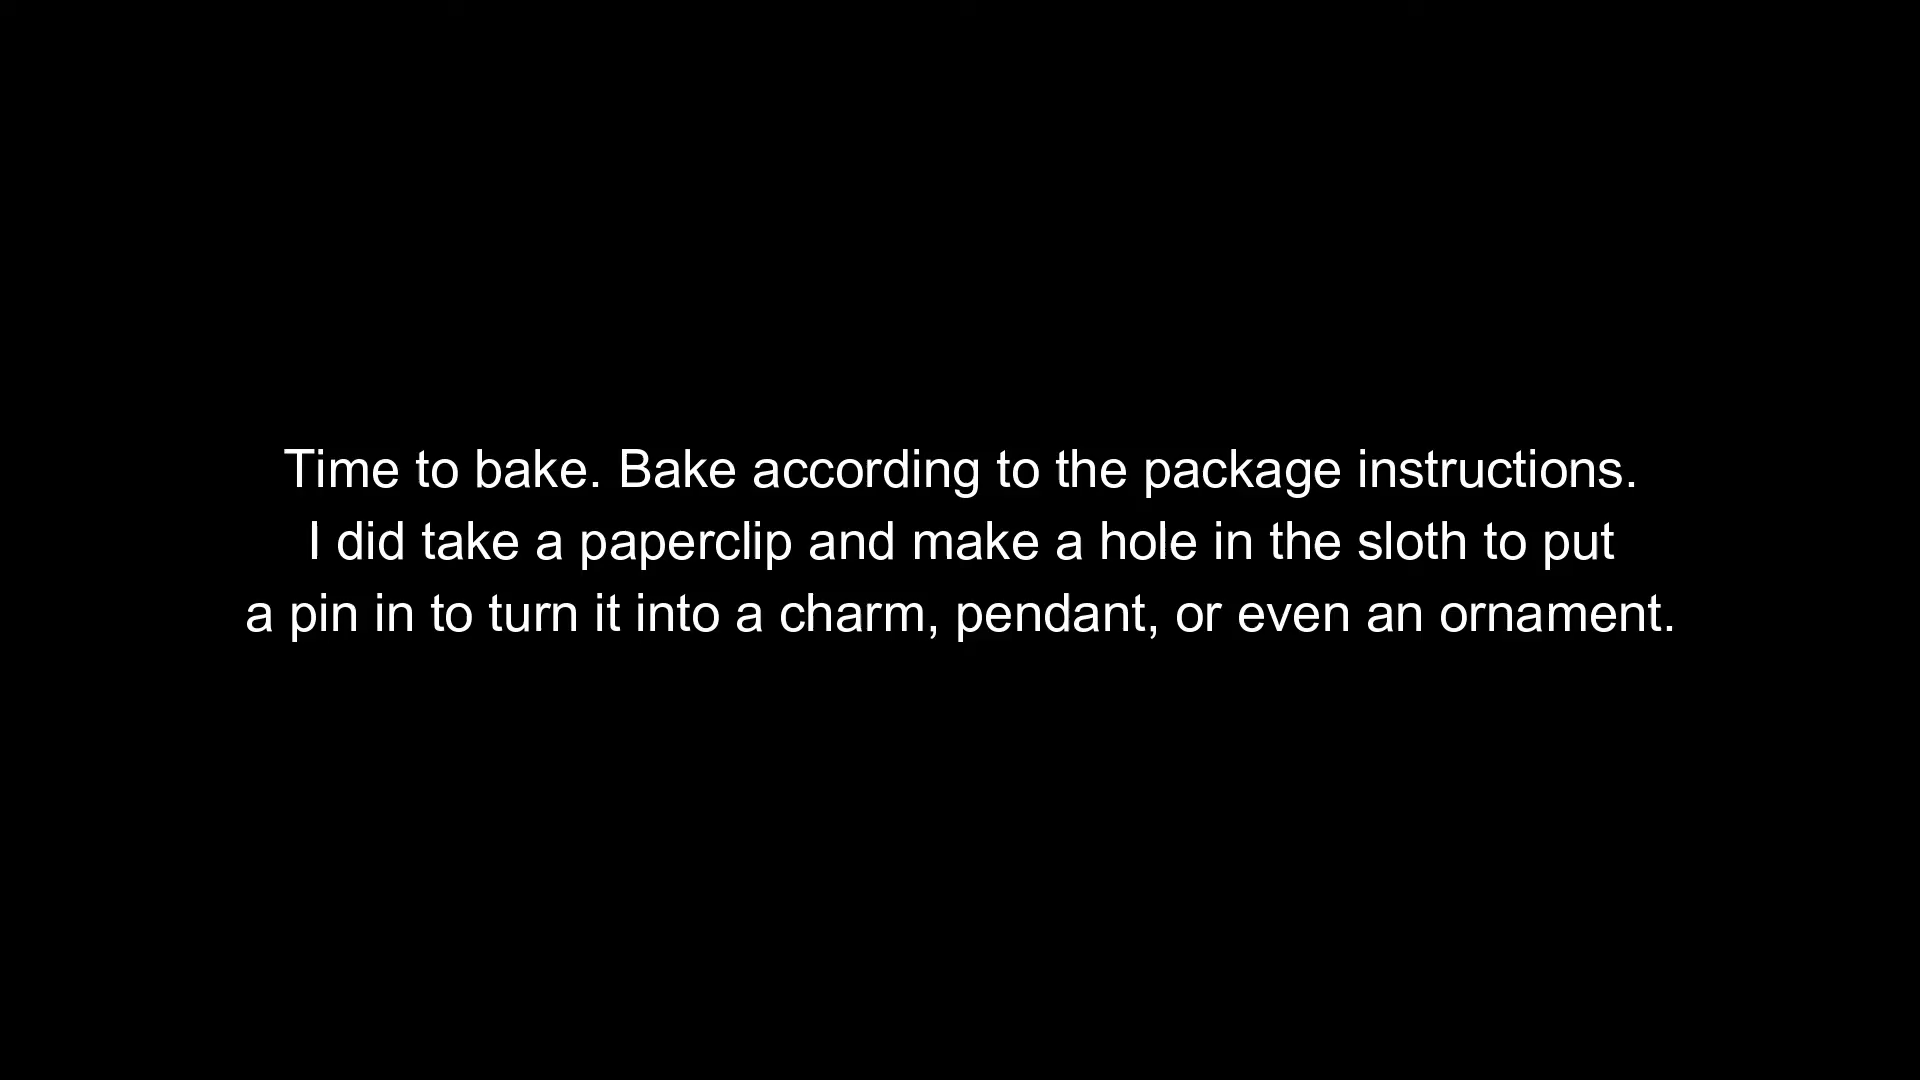 Time to bake. Bake according to the package instructions.
I did take a paperclip and make a hole in the sloth to put
a pin in to turn it into a charm, pendant, or even an ornament.